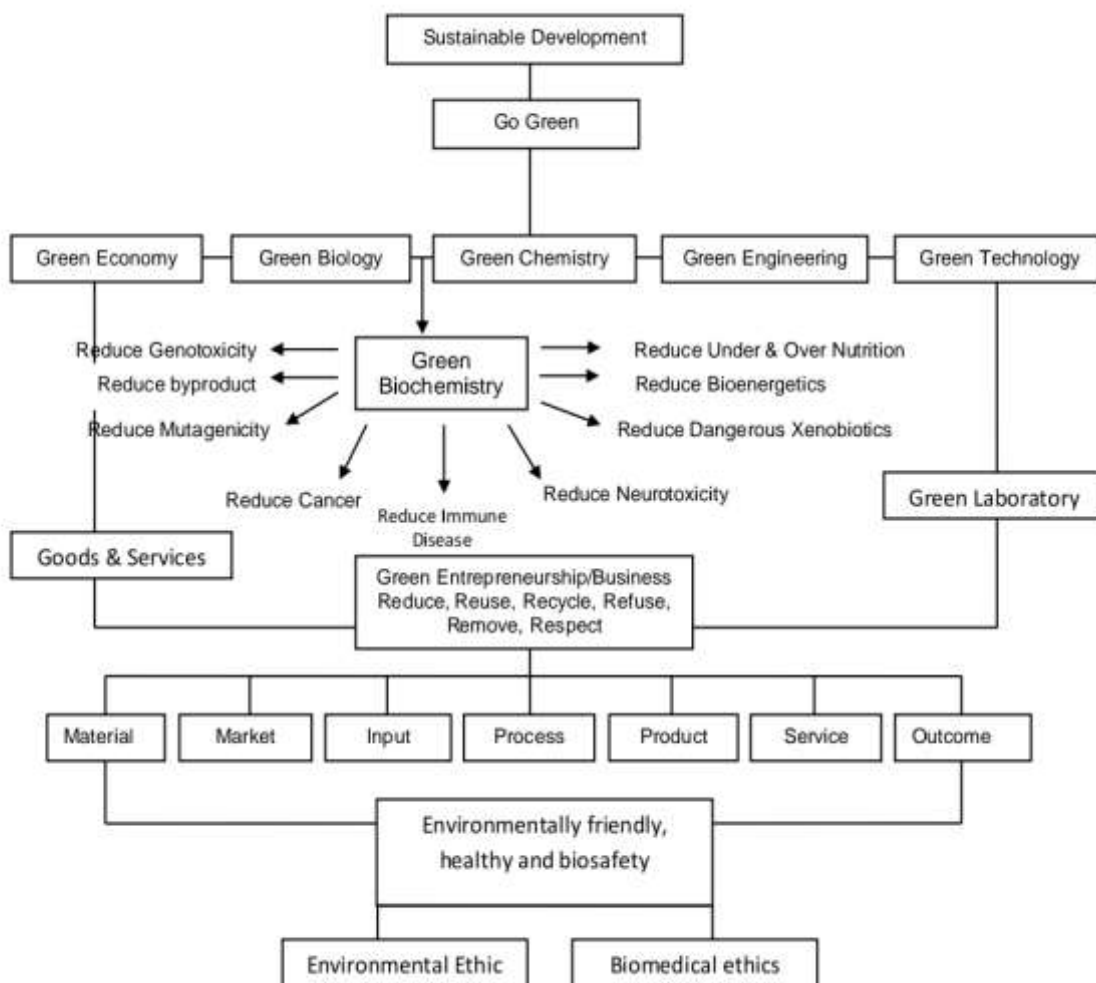 Sustainable Development
Go Green
Green Economy
Green Biology
Green Chemistry
Green Engineering
Green Technology
Reduce Genotoxicity
Reduce byproduct
Reduce Mutagenicity
Green
Biochemistry
Reduce Under & Over Nutrition
Reduce Bioenergetics
Reduce Dangerous Xenobiotics
Reduce Cancer
Reduce Immune
Disease
Reduce Neurotoxicity
Green Laboratory
Goods & Services
Green Entrepreneurship/Business
Reduce, Reuse, Recycle, Refuse,
Remove, Respect
Material
Market
Input
Process
Product
Service
Outcome
Environmentally friendly,
healthy and biosafety
Environmental Ethic
Biomedical ethics